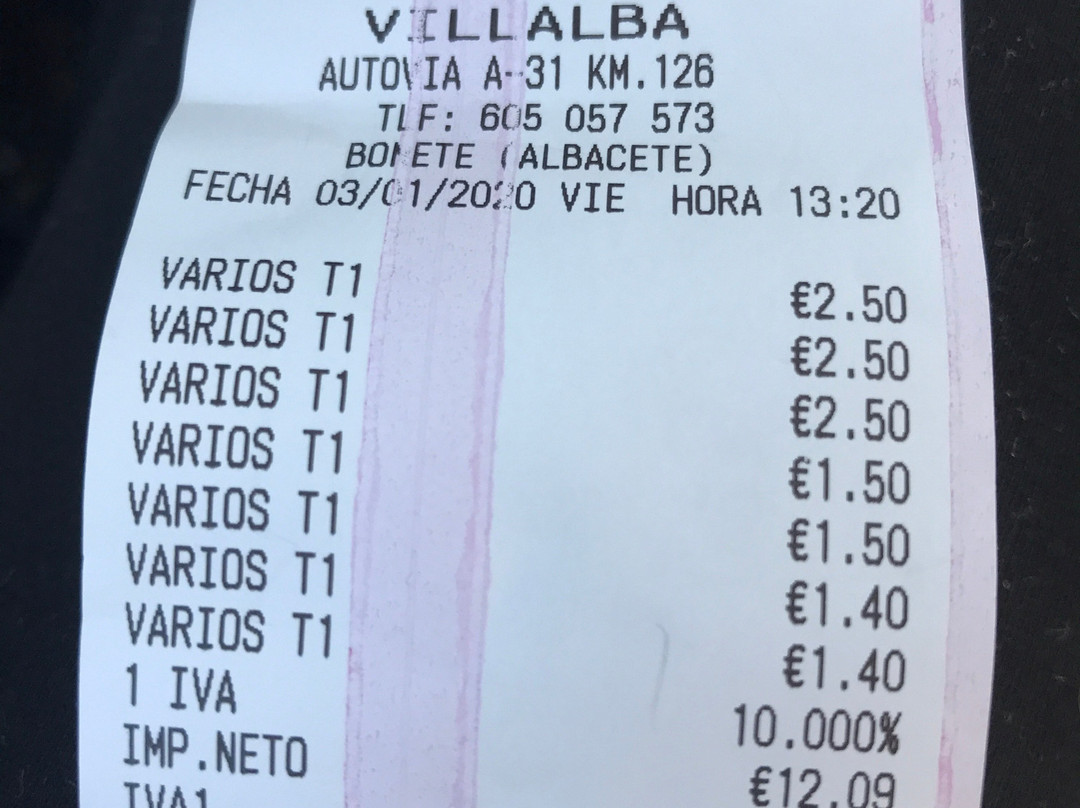 VILLALBA
AUTOVIA A-31 KM.126
TLF: 605 057 573
BONETE (ALBACETE)
FECHA 03/01/2020 VIE HORA 13:20
VARIOS T1 €2.50
VARIOS T1 €2.50
VARIOS T1 €2.50
VARIOS T1 €1.50
VARIOS T1 €1.50
VARIOS T1 €1.40
VARIOS T1 €1.40
1 IVA 10.000%
IMP.NETO €12.09
IVA1